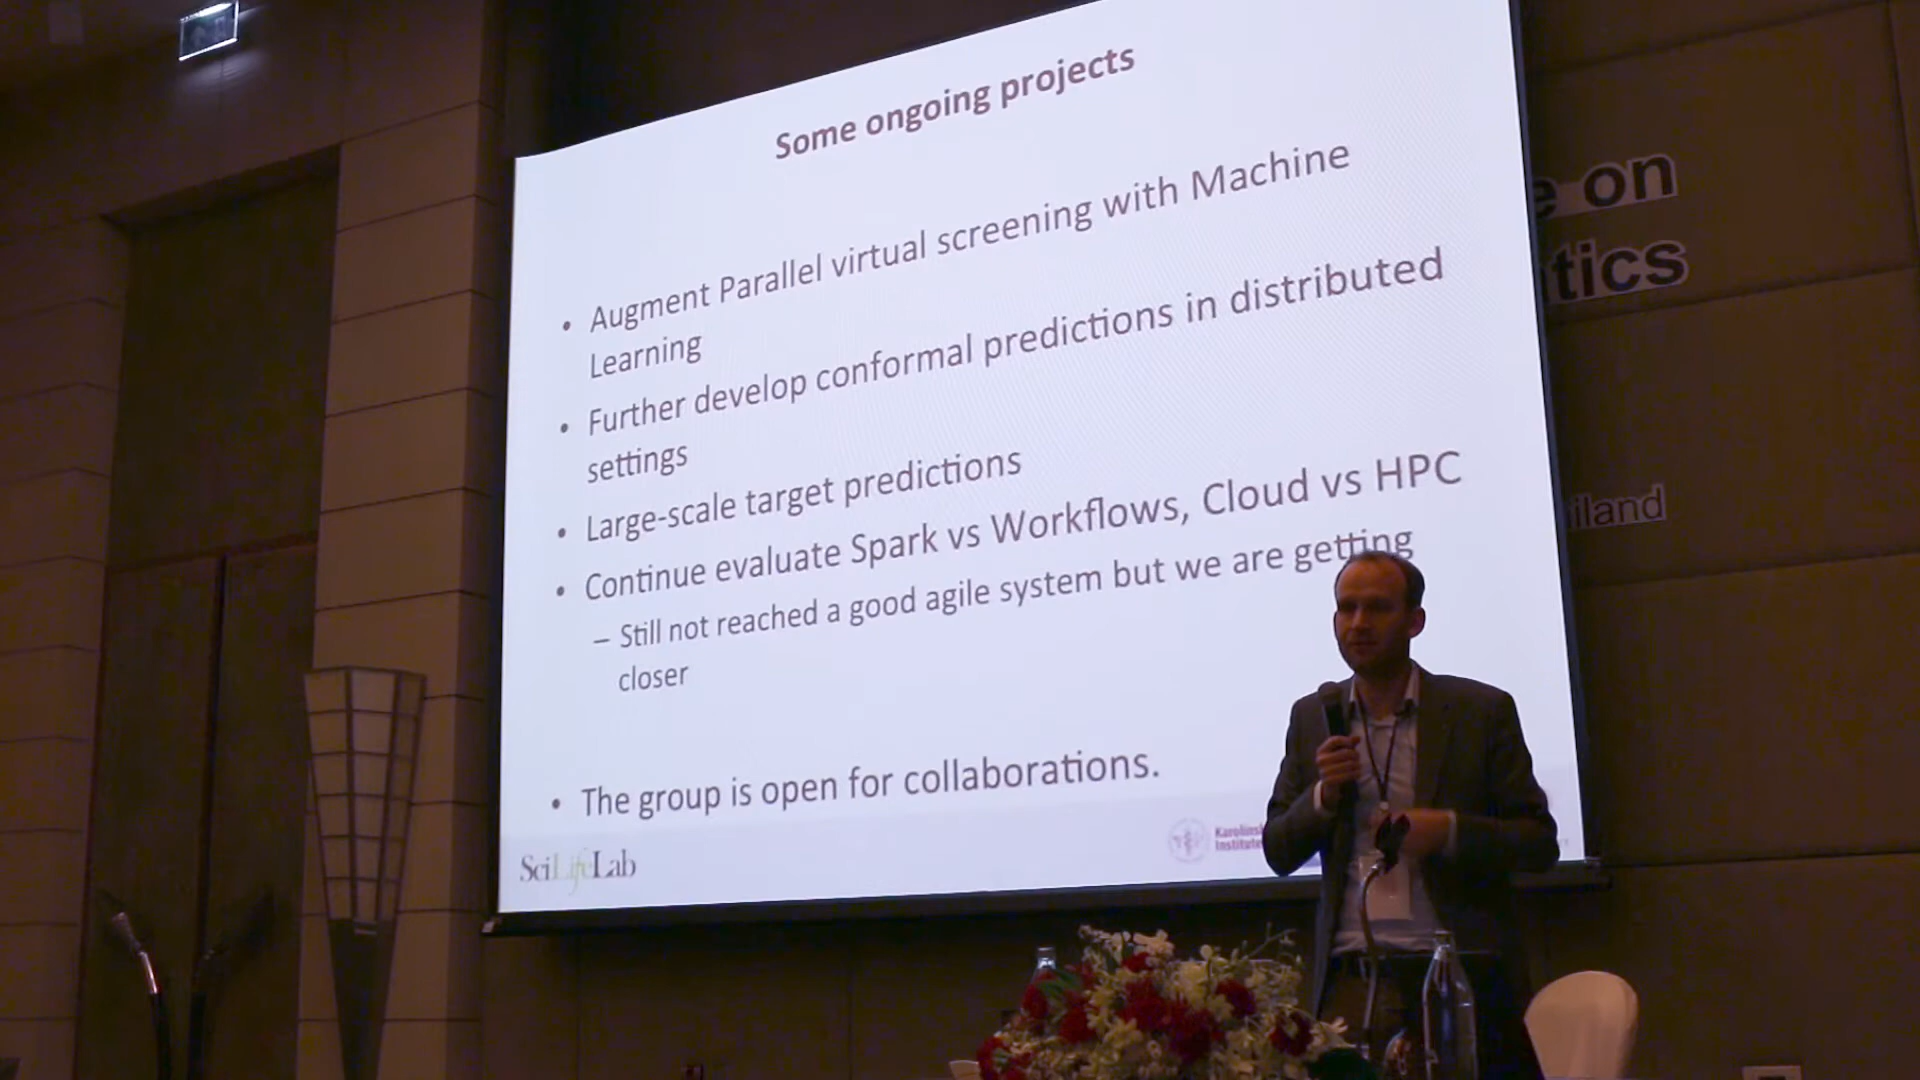 Some ongoing projects
• Augment Parallel virtual screening with Machine
Learning
• Further develop conformal predictions in distributed
settings
• Large-scale target predictions
• Continue evaluate Spark vs Workflows, Cloud vs HPC
– Still not reached a good agile system but we are getting
closer
• The group is open for collaborations.
SciLifeLab
Karolins
Institute
e on
tics
iland